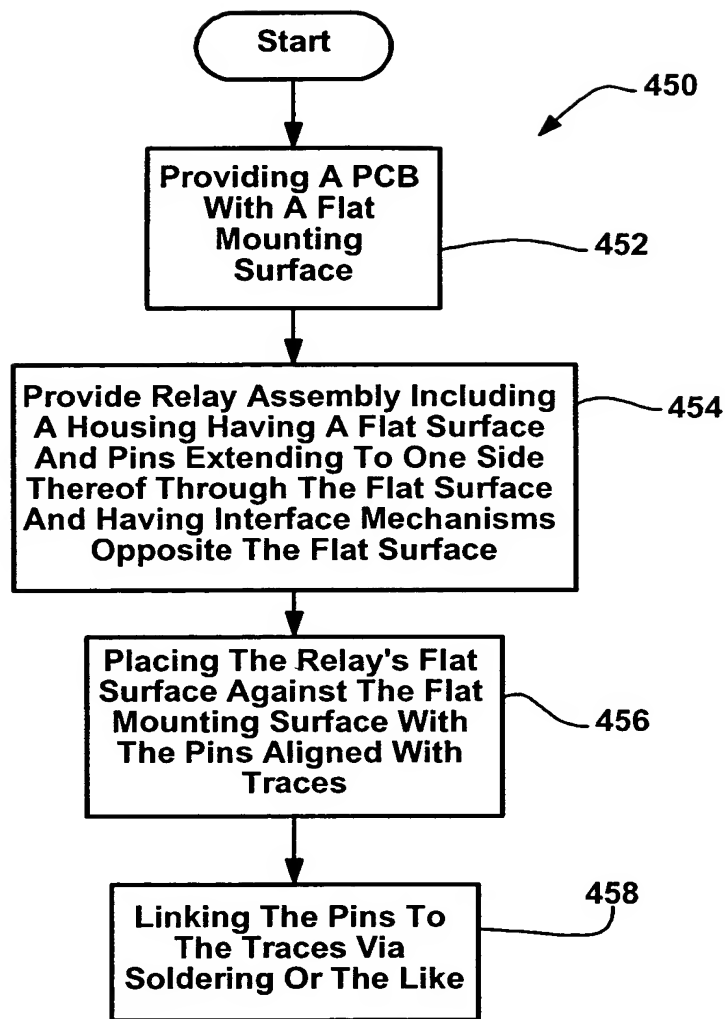 Start
450
Providing A PCB
With A Flat
Mounting
Surface
452
Provide Relay Assembly Including
A Housing Having A Flat Surface
And Pins Extending To One Side
Thereof Through The Flat Surface
And Having Interface Mechanisms
Opposite The Flat Surface
454
Placing The Relay's Flat
Surface Against The Flat
Mounting Surface With
The Pins Aligned With
Traces
456
Linking The Pins To
The Traces Via
Soldering Or The Like
458